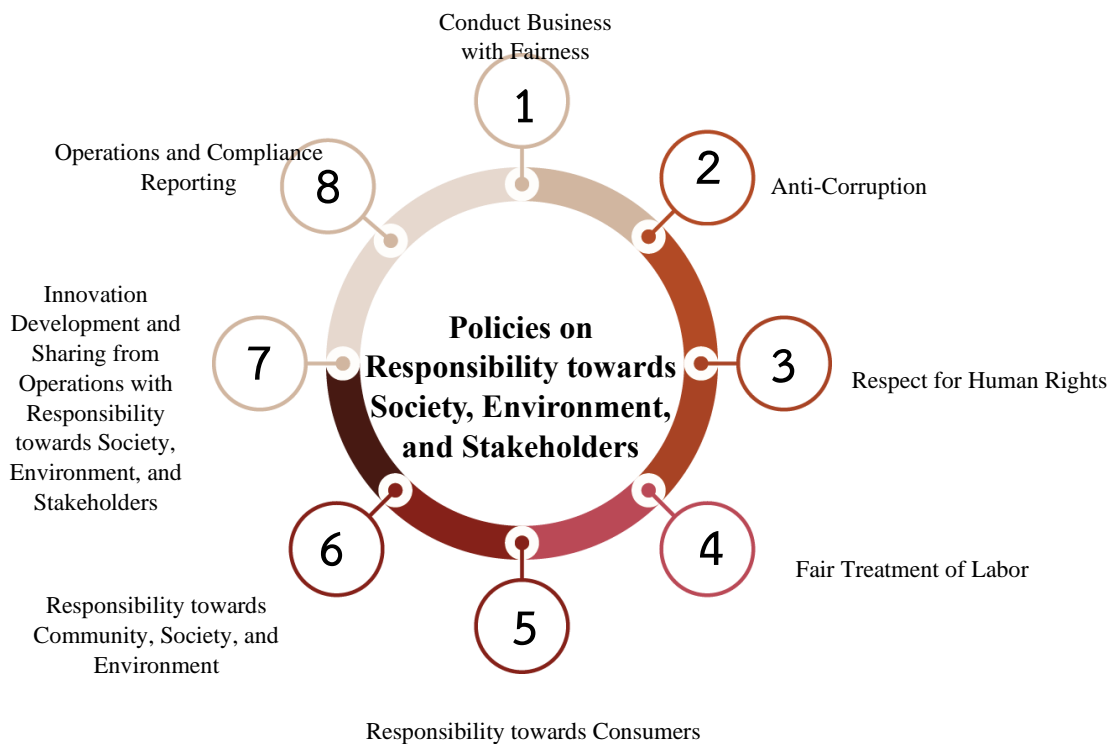 Conduct Business
with Fairness
1
2
Anti-Corruption
3
Respect for Human Rights
4
Fair Treatment of Labor
5
Responsibility towards Consumers
6
Responsibility towards
Community, Society, and
Environment
7
Innovation
Development and
Sharing from
Operations with
Responsibility
towards Society,
Environment, and
Stakeholders
8
Operations and Compliance
Reporting
Policies on
Responsibility towards
Society, Environment,
and Stakeholders